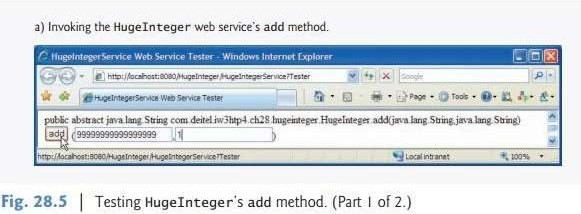 a) Invoking the HugeInteger web service's add method.
HugeIntegerService Web Service Tester - Windows Internet Explorer
http://localhost:8080/HugeInteger/HugeIntegerService?Tester
Google
HugeIntegerService Web Service Tester
Page Tools
public abstract java.lang.String com.deitel.iw3htp4.ch28.hugeinteger.HugeInteger.add(java.lang.String,java.lang.String)
add (99999999999999999 ,1 )
http://localhost:8080/HugeInteger/HugeIntegerService?Tester Local intranet 100%
Fig. 28.5 | Testing HugeInteger's add method. (Part 1 of 2.)